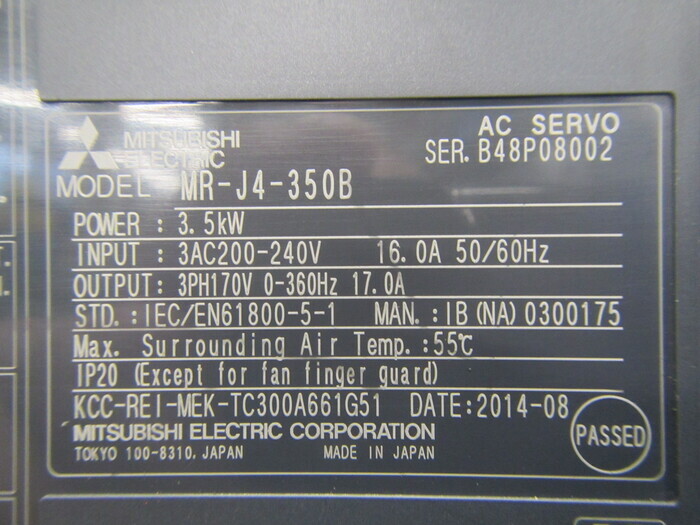 MITSUBISHI
ELECTRIC
AC SERVO
SER. B48P08002
MODEL MR-J4-350B
POWER : 3.5kW
INPUT : 3AC200-240V 16.0A 50/60Hz
OUTPUT: 3PH170V 0-360Hz 17.0A
STD. : IEC/EN61800-5-1 MAN. : IB(NA)0300175
Max. Surrounding Air Temp. :55℃
IP20 (Except for fan finger guard)
KCC-REI-MEK-TC300A661G51 DATE:2014-08
MITSUBISHI ELECTRIC CORPORATION
TOKYO 100-8310, JAPAN MADE IN JAPAN
PASSED